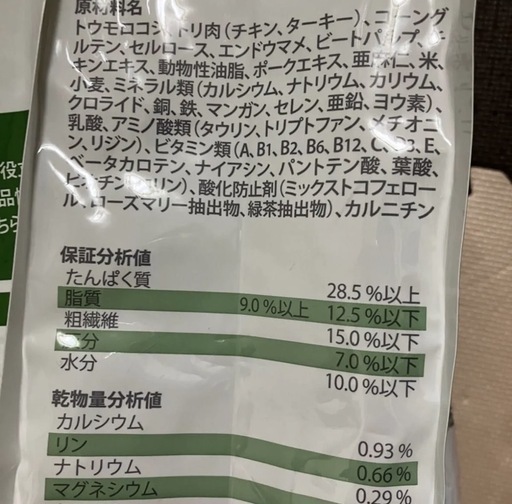 原材料名
トウモロコシ、トリ肉（チキン、ターキー）、コーング
ルテン、セルロース、エンドウマメ、ビートパルプ、チ
キンエキス、動物性油脂、ポークエキス、亜麻仁、米、
小麦、ミネラル類（カルシウム、ナトリウム、カリウム、
クロライド、銅、鉄、マンガン、セレン、亜鉛、ヨウ素）、
乳酸、アミノ酸類（タウリン、トリプトファン、メチオニ
ン、リジン）、ビタミン類（A、B1、B2、B6、B12、C、D3、E、
ベータカロテン、ナイアシン、パントテン酸、葉酸、
ビオチン、コリン）、酸化防止剤（ミックストコフェロー
ル、ローズマリー抽出物、緑茶抽出物）、カルニチン
役立
品
ちら
保証分析値
たんぱく質 28.5％以上
脂質 9.0％以上 12.5％以下
粗繊維 15.0％以下
灰分 7.0％以下
水分 10.0％以下
乾物量分析値
カルシウム 0.93％
リン 0.66％
ナトリウム 0.29％
マグネシウム